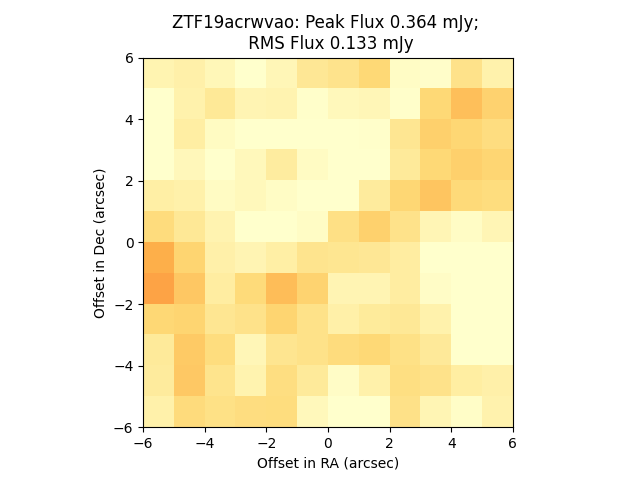 ZTF19acrwvao: Peak Flux 0.364 mJy;
RMS Flux 0.133 mJy
6
4
2
0
−2
−4
−6
Offset in Dec (arcsec)
−6 −4 −2 0 2 4 6
Offset in RA (arcsec)